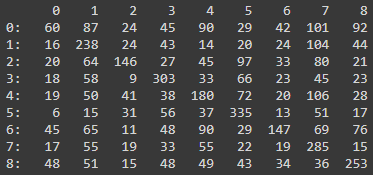 0 1 2 3 4 5 6 7 8
0: 60 87 24 45 90 29 42 101 92
1: 16 238 24 43 14 20 24 104 44
2: 20 64 146 27 45 97 33 80 21
3: 18 58 9 303 33 66 23 45 23
4: 19 50 41 38 180 72 20 106 28
5: 6 15 31 56 37 335 13 51 17
6: 45 65 11 48 90 29 147 69 76
7: 17 55 19 33 55 22 19 285 15
8: 48 51 15 48 49 43 34 36 253